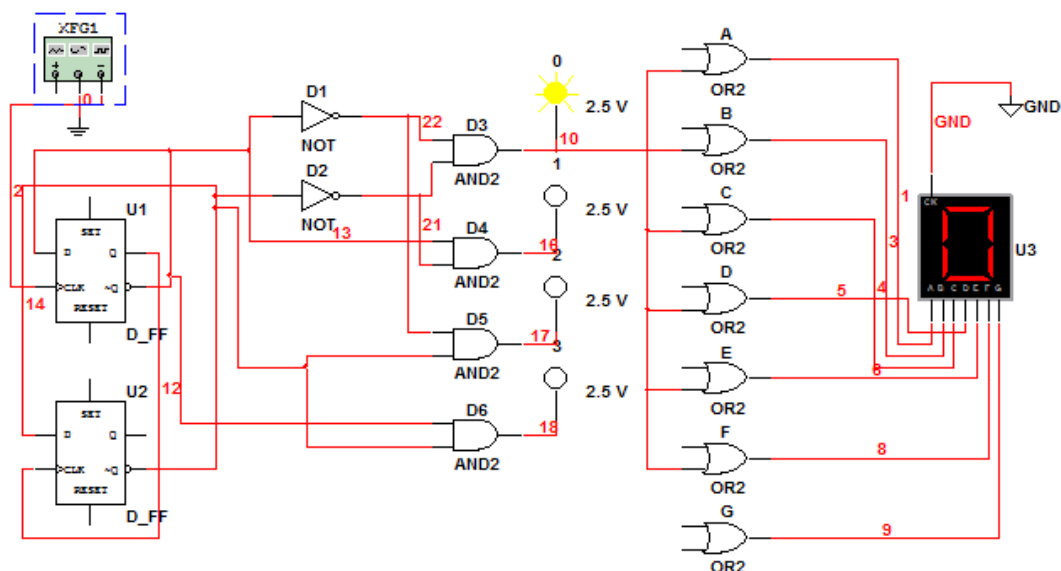 XFG1
+ -
0
D1
NOT
22
D3
AND2
0
2.5 V
10
1
D2
NOT
13
21
D4
AND2
16
2.5 V
2
D5
AND2
17
2.5 V
3
D6
AND2
18
2.5 V
2
U1
SET
D Q
CLK ~Q
RESET
D_FF
14
12
U2
SET
D Q
CLK ~Q
RESET
D_FF
A
OR2
B
OR2
C
OR2
D
OR2
E
OR2
F
OR2
G
OR2
1
3
4
5
6
8
9
GND
GND
CK
A B C D E F G
U3